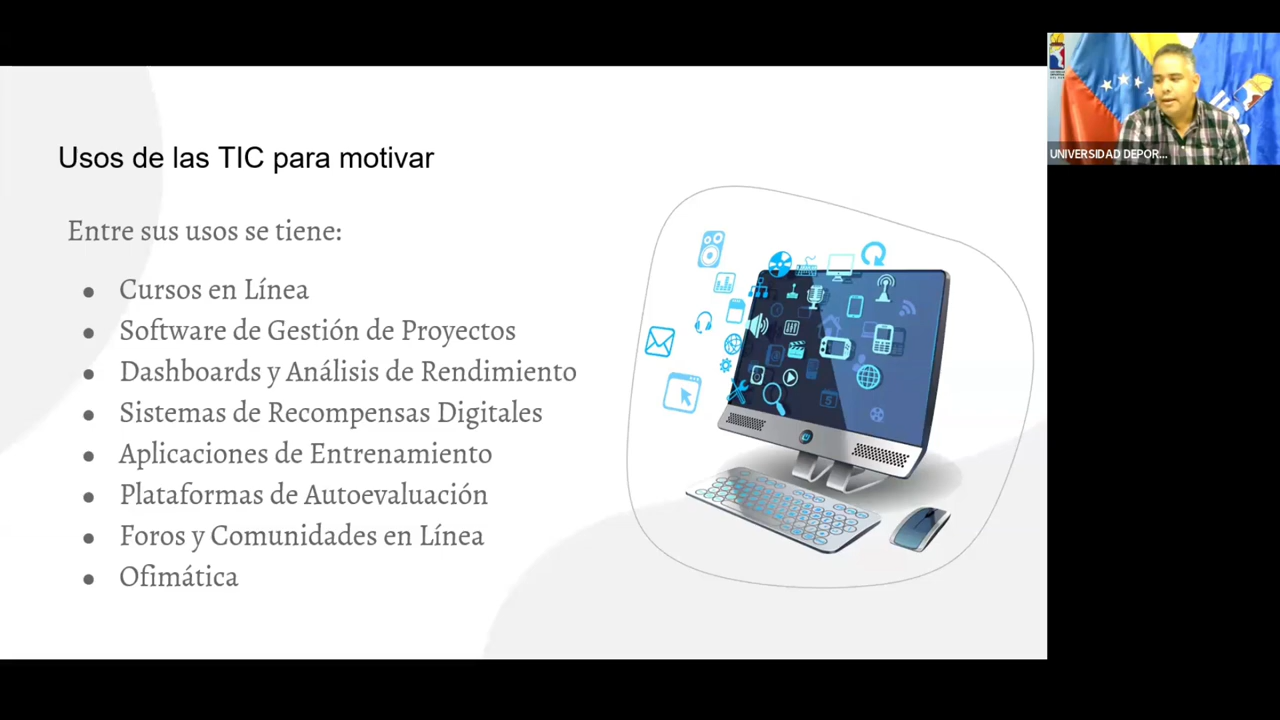 Usos de las TIC para motivar
Entre sus usos se tiene:
Cursos en Línea
Software de Gestión de Proyectos
Dashboards y Análisis de Rendimiento
Sistemas de Recompensas Digitales
Aplicaciones de Entrenamiento
Plataformas de Autoevaluación
Foros y Comunidades en Línea
Ofimática
UNIVERSIDAD DEPOR...